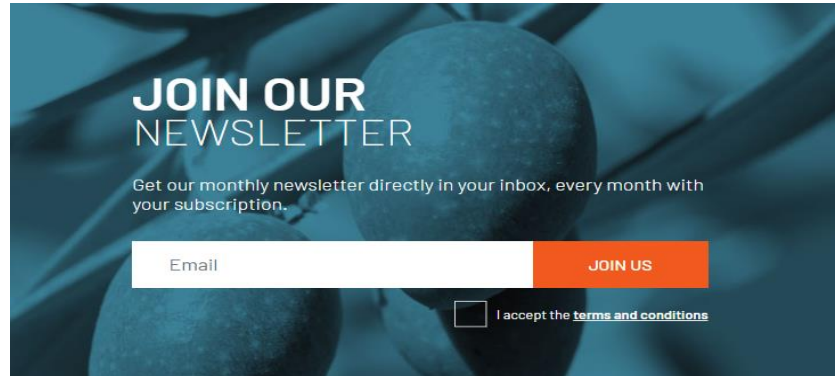 JOIN OUR
NEWSLETTER
Get our monthly newsletter directly in your inbox, every month with
your subscription.
Email
JOIN US
I accept the terms and conditions